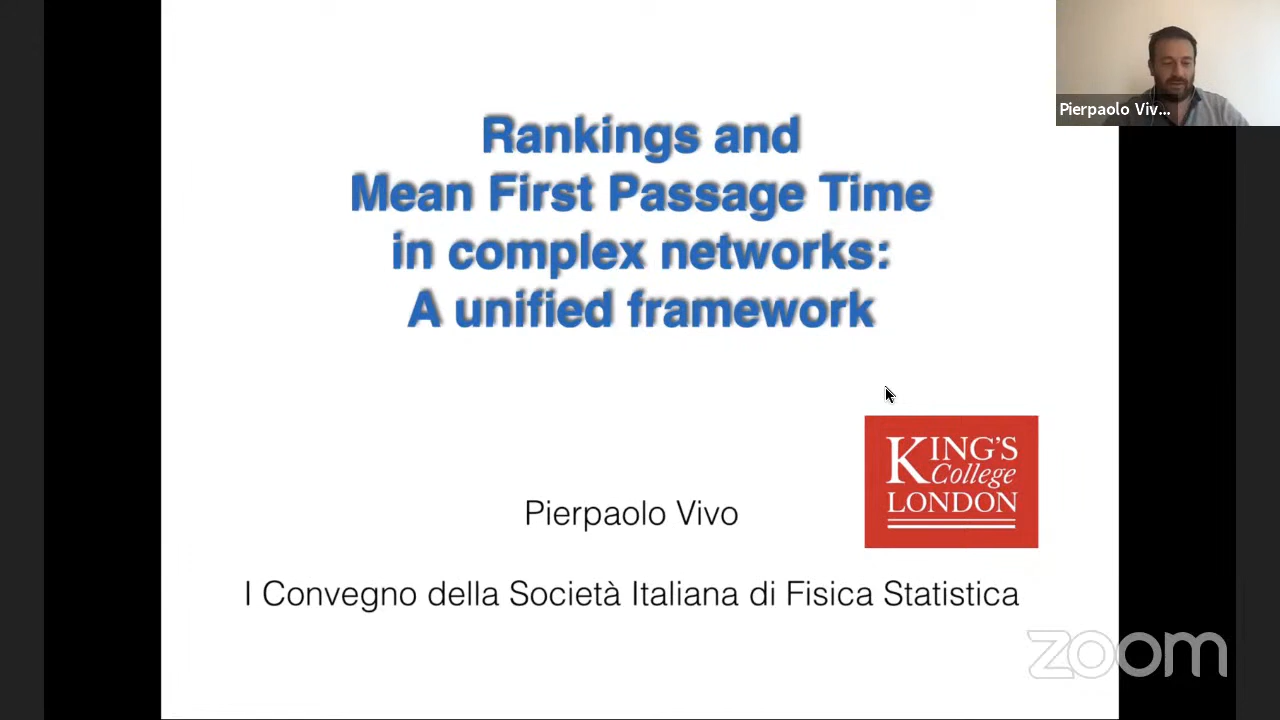 Pierpaolo Viv...
Rankings and
Mean First Passage Time
in complex networks:
A unified framework
KING'S
College
LONDON
Pierpaolo Vivo
I Convegno della Società Italiana di Fisica Statistica
zoom